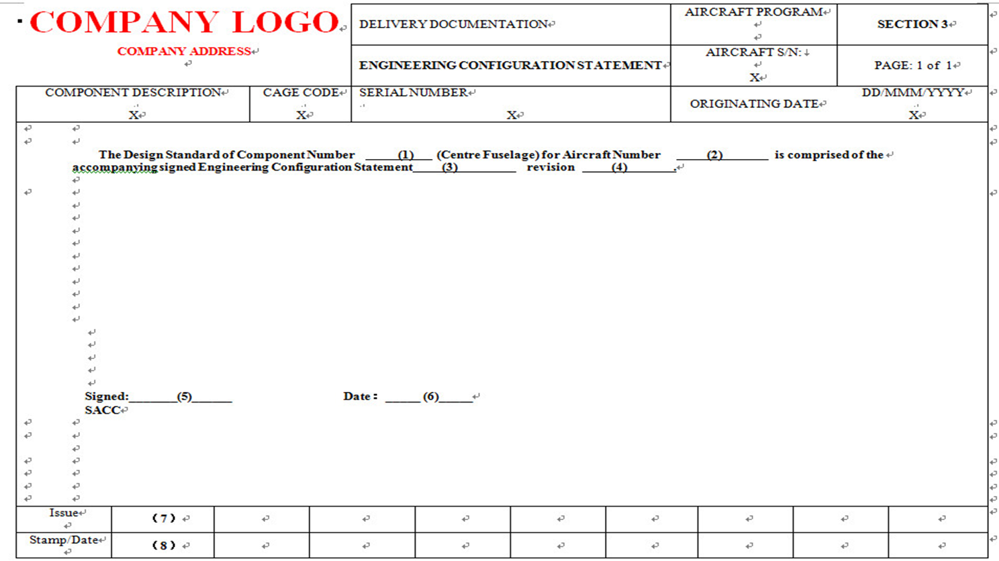 COMPANY LOGO
COMPANY ADDRESS
DELIVERY DOCUMENTATION
AIRCRAFT PROGRAM
SECTION 3
ENGINEERING CONFIGURATION STATEMENT
AIRCRAFT S/N:
X
PAGE: 1 of 1
COMPONENT DESCRIPTION
X
CAGE CODE
X
SERIAL NUMBER
X
ORIGINATING DATE
DD/MMM/YYYY
X
The Design Standard of Component Number _____(1)___ (Centre Fuselage) for Aircraft Number _____(2)________ is comprised of the
accompanying signed Engineering Configuration Statement_____(3)__________ revision _____(4)________.
Signed:________(5)_______ Date: ______(6)______
SACC
Issue
(7)
Stamp/Date
(8)